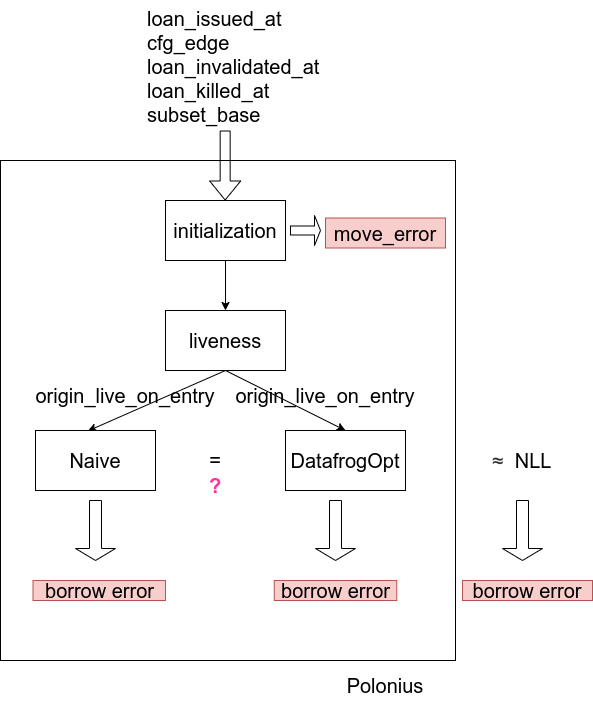 loan_issued_at
cfg_edge
loan_invalidated_at
loan_killed_at
subset_base
initialization
move_error
liveness
origin_live_on_entry origin_live_on_entry
Naive = DatafrogOpt ≈ NLL
?
borrow error borrow error borrow error
Polonius